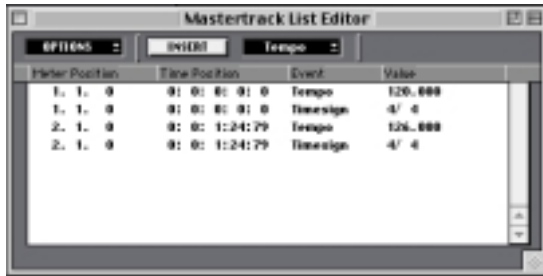 Mastertrack List Editor
OPTIONS INSERT Tempo
Meter Position Time Position Event Value
1. 1. 0 0: 0: 0: 0: 0 Tempo 120.000
1. 1. 0 0: 0: 0: 0: 0 Timesign 4/ 4
2. 1. 0 0: 0: 1:24:79 Tempo 126.000
2. 1. 0 0: 0: 1:24:79 Timesign 4/ 4